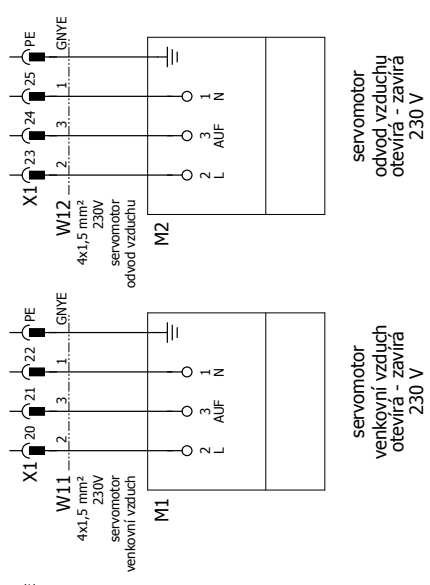 X1
23
24
25
PE
2
3
1
GNYE
W12
4x1,5 mm²
230V
servomotor
odvod vzduchu
M2
2
L
3
AUF
1
N
servomotor
odvod vzduchu
otevírá - zavírá
230 V
X1
20
21
22
PE
2
3
1
GNYE
W11
4x1,5 mm²
230V
servomotor
venkovní vzduch
M1
2
L
3
AUF
1
N
servomotor
venkovní vzduch
otevírá - zavírá
230 V